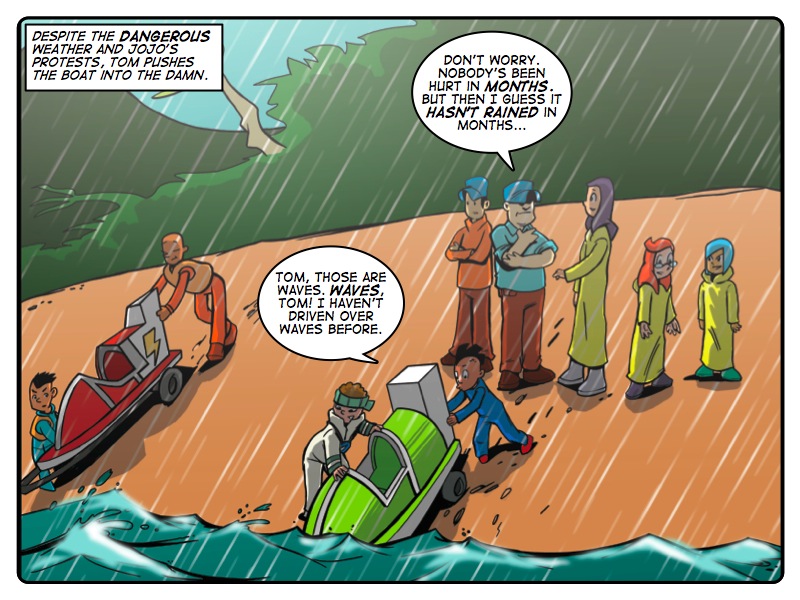 DESPITE THE DANGEROUS
WEATHER AND JOJO'S
PROTESTS, TOM PUSHES
THE BOAT INTO THE DAMN.
DON'T WORRY.
NOBODY'S BEEN
HURT IN MONTHS.
BUT THEN I GUESS IT
HASN'T RAINED IN
MONTHS...
TOM, THOSE ARE
WAVES. WAVES,
TOM! I HAVEN'T
DRIVEN OVER
WAVES BEFORE.